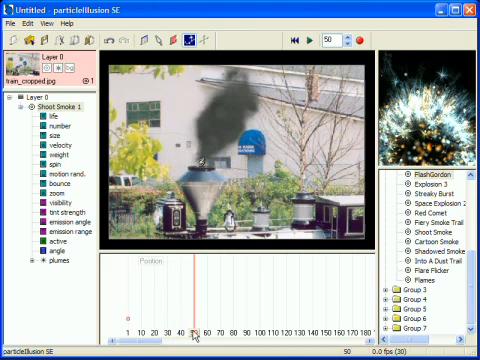 Untitled - particleIllusion SE
File Edit View Help
50
Layer 0
train_cropped.jpg
1
Layer 0
Shoot Smoke 1
life
number
size
velocity
weight
spin
motion rand.
bounce
zoom
visibility
tint strength
emission angle
emission range
active
angle
plumes
Position
1 10 20 30 40 50 60 70 80 90 100 110 120 130 140 150 160 170 180
FlashGordon
Explosion 3
Streaky Burst
Space Explosion 2
Red Comet
Fiery Smoke Trail
Shoot Smoke
Cartoon Smoke
Shadowed Smoke
Into A Dust Trail
Flare Flicker
Flames
Group 3
Group 4
Group 5
Group 6
Group 7
particleIllusion SE
50
0.0 fps (30)